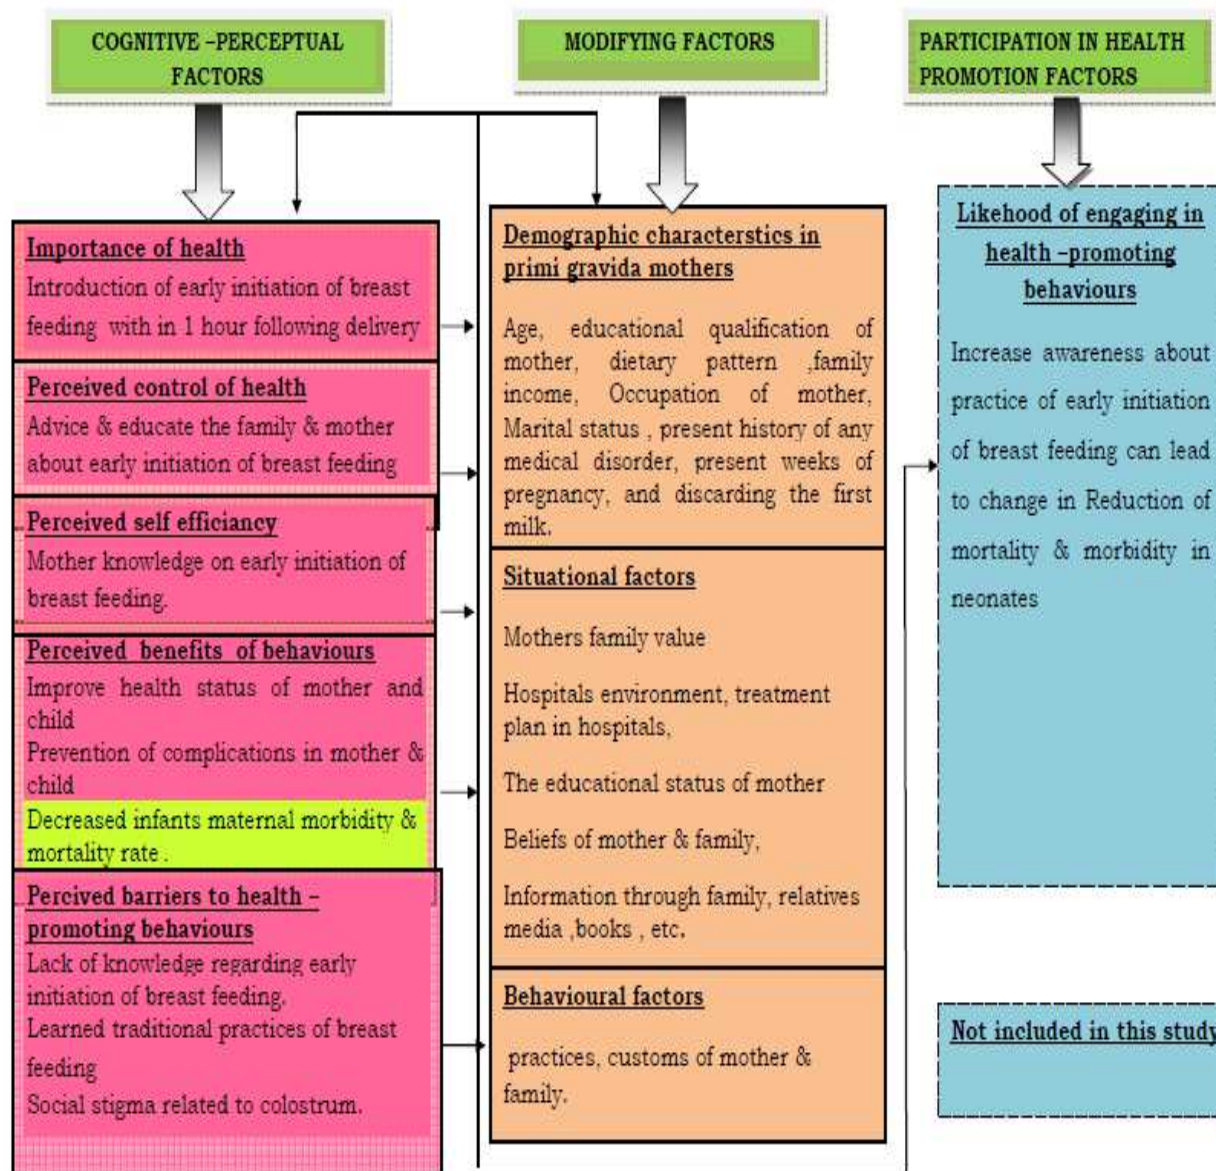 COGNITIVE –PERCEPTUAL
FACTORS
Importance of health
Introduction of early initiation of breast
feeding with in 1 hour following delivery
Perceived control of health
Advice & educate the family & mother
about early initiation of breast feeding
Perceived self efficiancy
Mother knowledge on early initiation of
breast feeding.
Perceived benefits of behaviours
Improve health status of mother and
child
Prevention of complications in mother &
child
Decreased infants maternal morbidity &
mortality rate .
Percived barriers to health –
promoting behaviours
Lack of knowledge regarding early
initiation of breast feeding.
Learned traditional practices of breast
feeding
Social stigma related to colostrum.
MODIFYING FACTORS
Demographic characterstics in
primi gravida mothers
Age, educational qualification of
mother, dietary pattern ,family
income, Occupation of mother,
Marital status , present history of any
medical disorder, present weeks of
pregnancy, and discarding the first
milk.
Situational factors
Mothers family value
Hospitals environment, treatment
plan in hospitals,
The educational status of mother
Beliefs of mother & family,
Information through family, relatives
media ,books , etc.
Behavioural factors
practices, customs of mother &
family.
PARTICIPATION IN HEALTH
PROMOTION FACTORS
Likehood of engaging in
health –promoting
behaviours
Increase awareness about
practice of early initiation
of breast feeding can lead
to change in Reduction of
mortality & morbidity in
neonates
Not included in this study